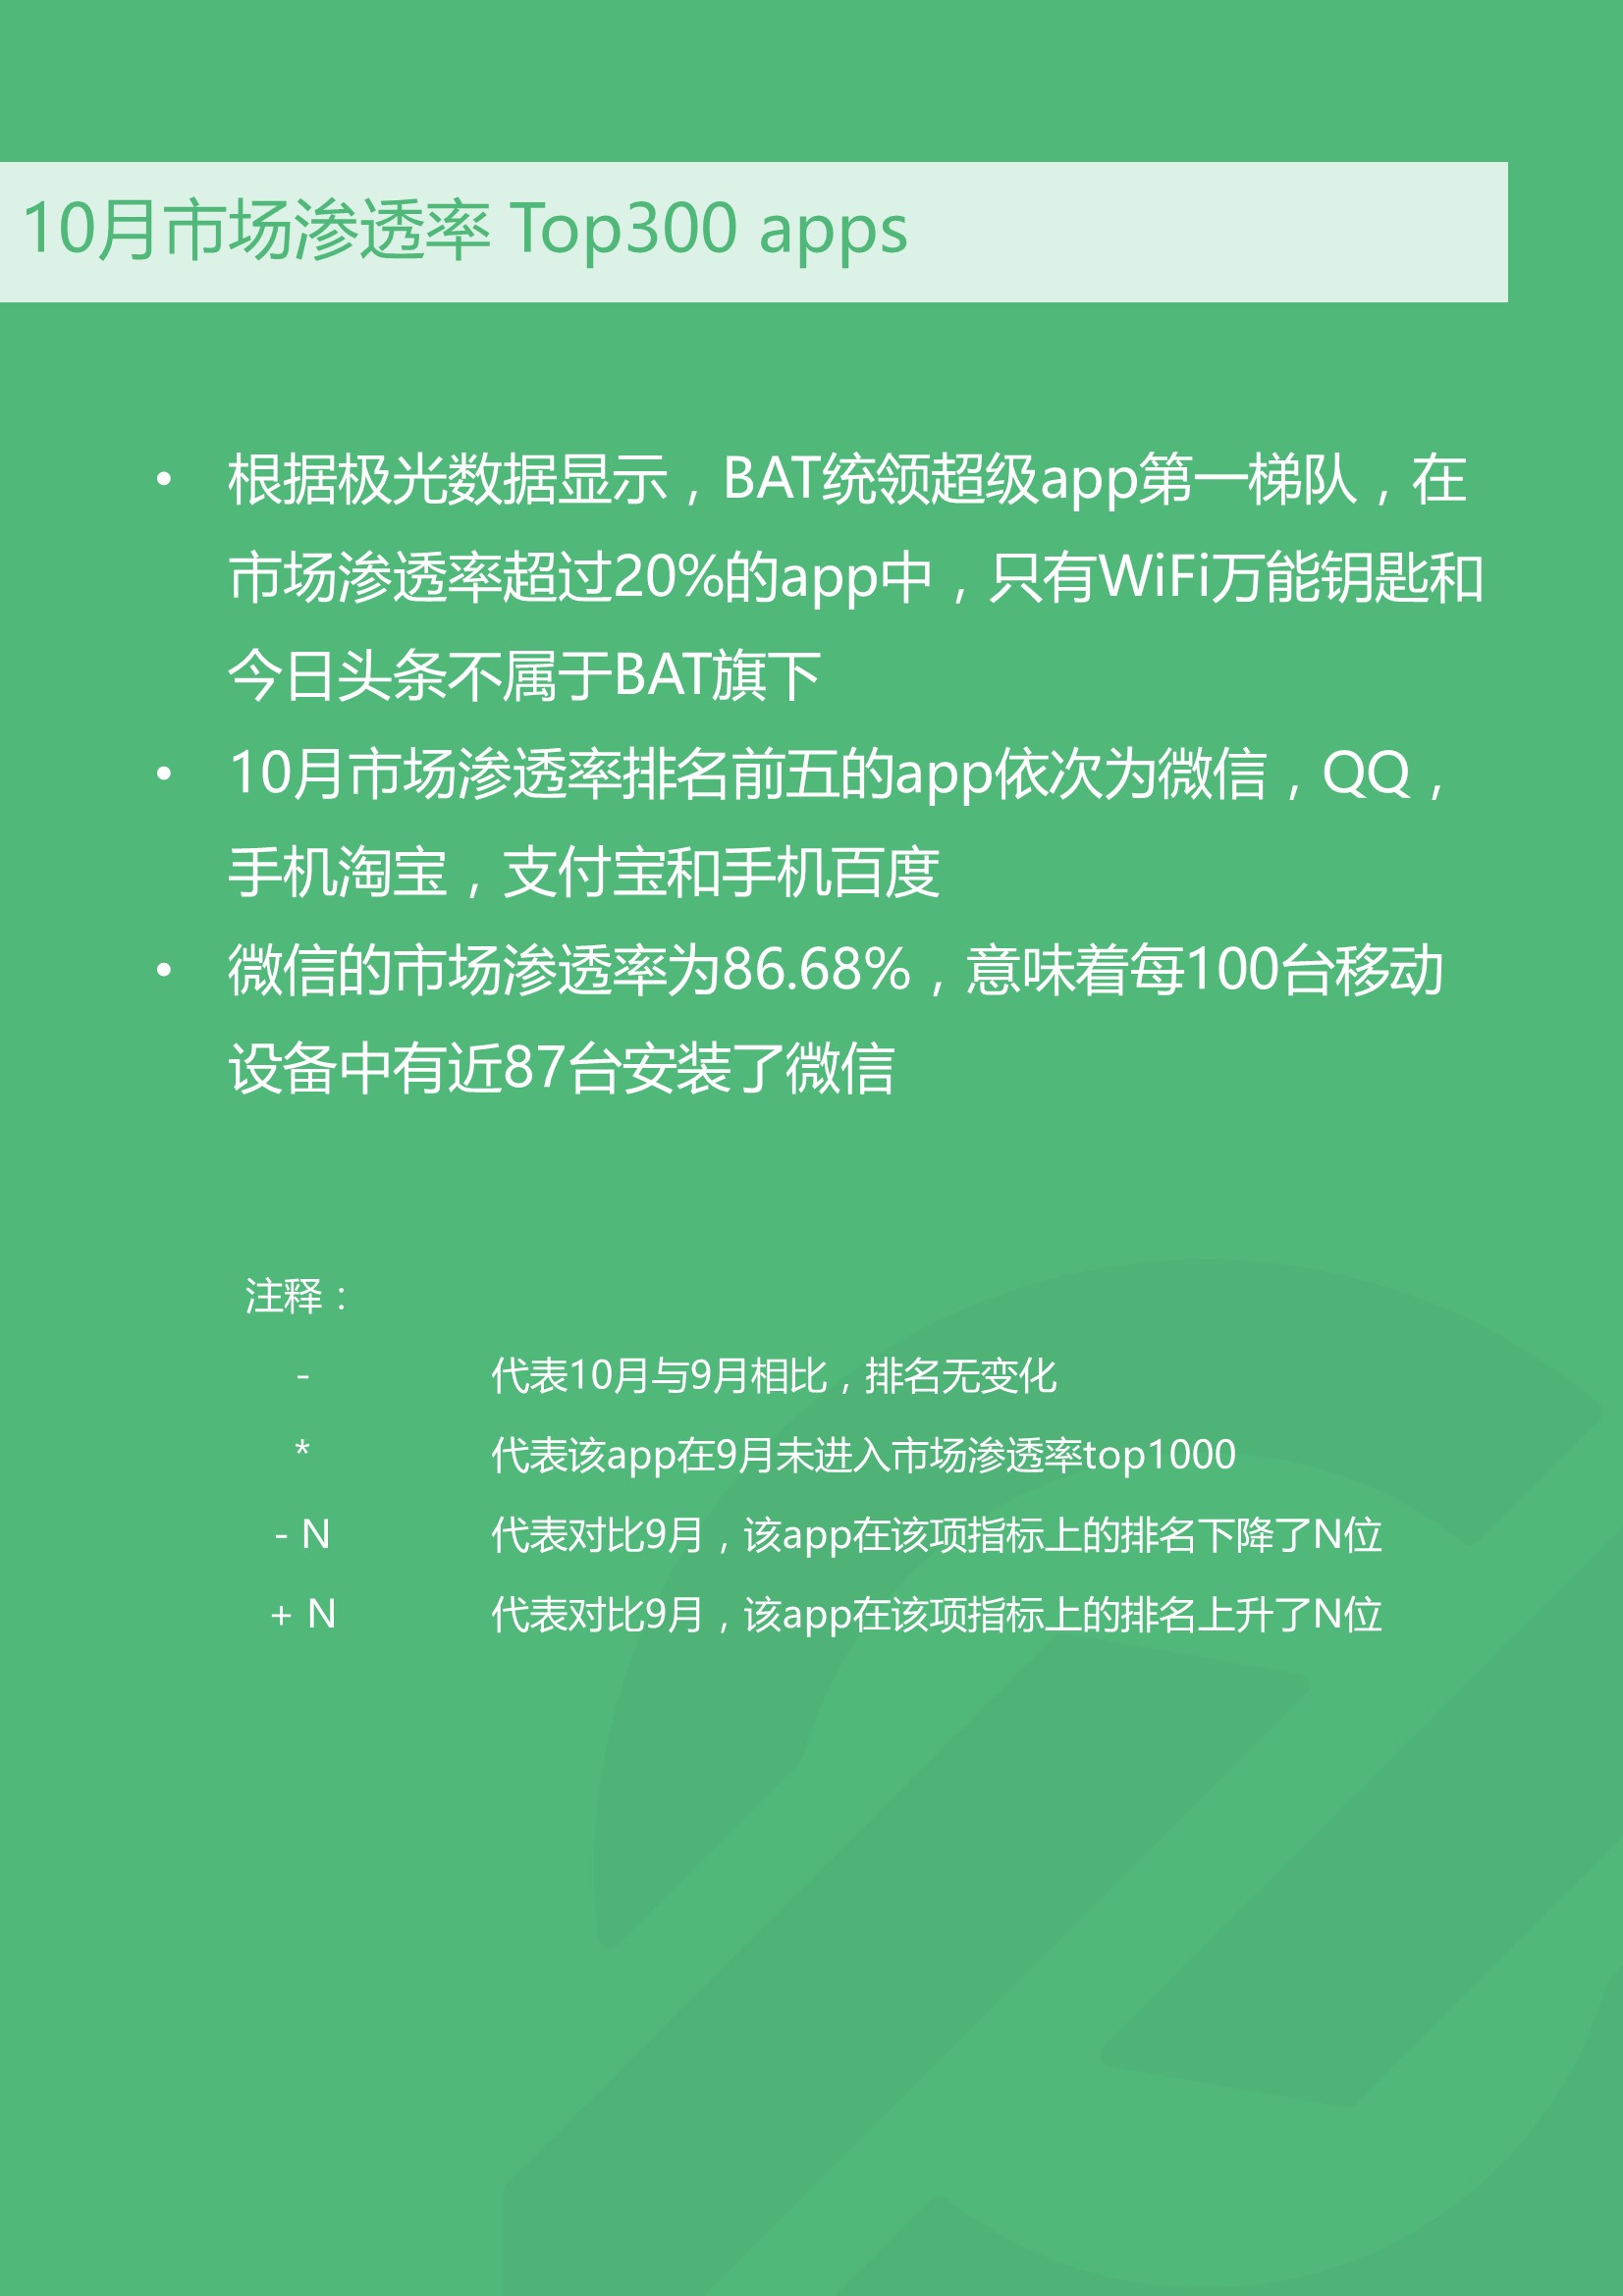 10月市场渗透率 Top300 apps
• 根据极光数据显示，BAT统领超级app第一梯队，在
市场渗透率超过20%的app中，只有WiFi万能钥匙和
今日头条不属于BAT旗下
• 10月市场渗透率排名前五的app依次为微信，QQ，
手机淘宝，支付宝和手机百度
• 微信的市场渗透率为86.68%，意味着每100台移动
设备中有近87台安装了微信
注释：
- 代表10月与9月相比，排名无变化
* 代表该app在9月未进入市场渗透率top1000
- N 代表对比9月，该app在该项指标上的排名下降了N位
+ N 代表对比9月，该app在该项指标上的排名上升了N位